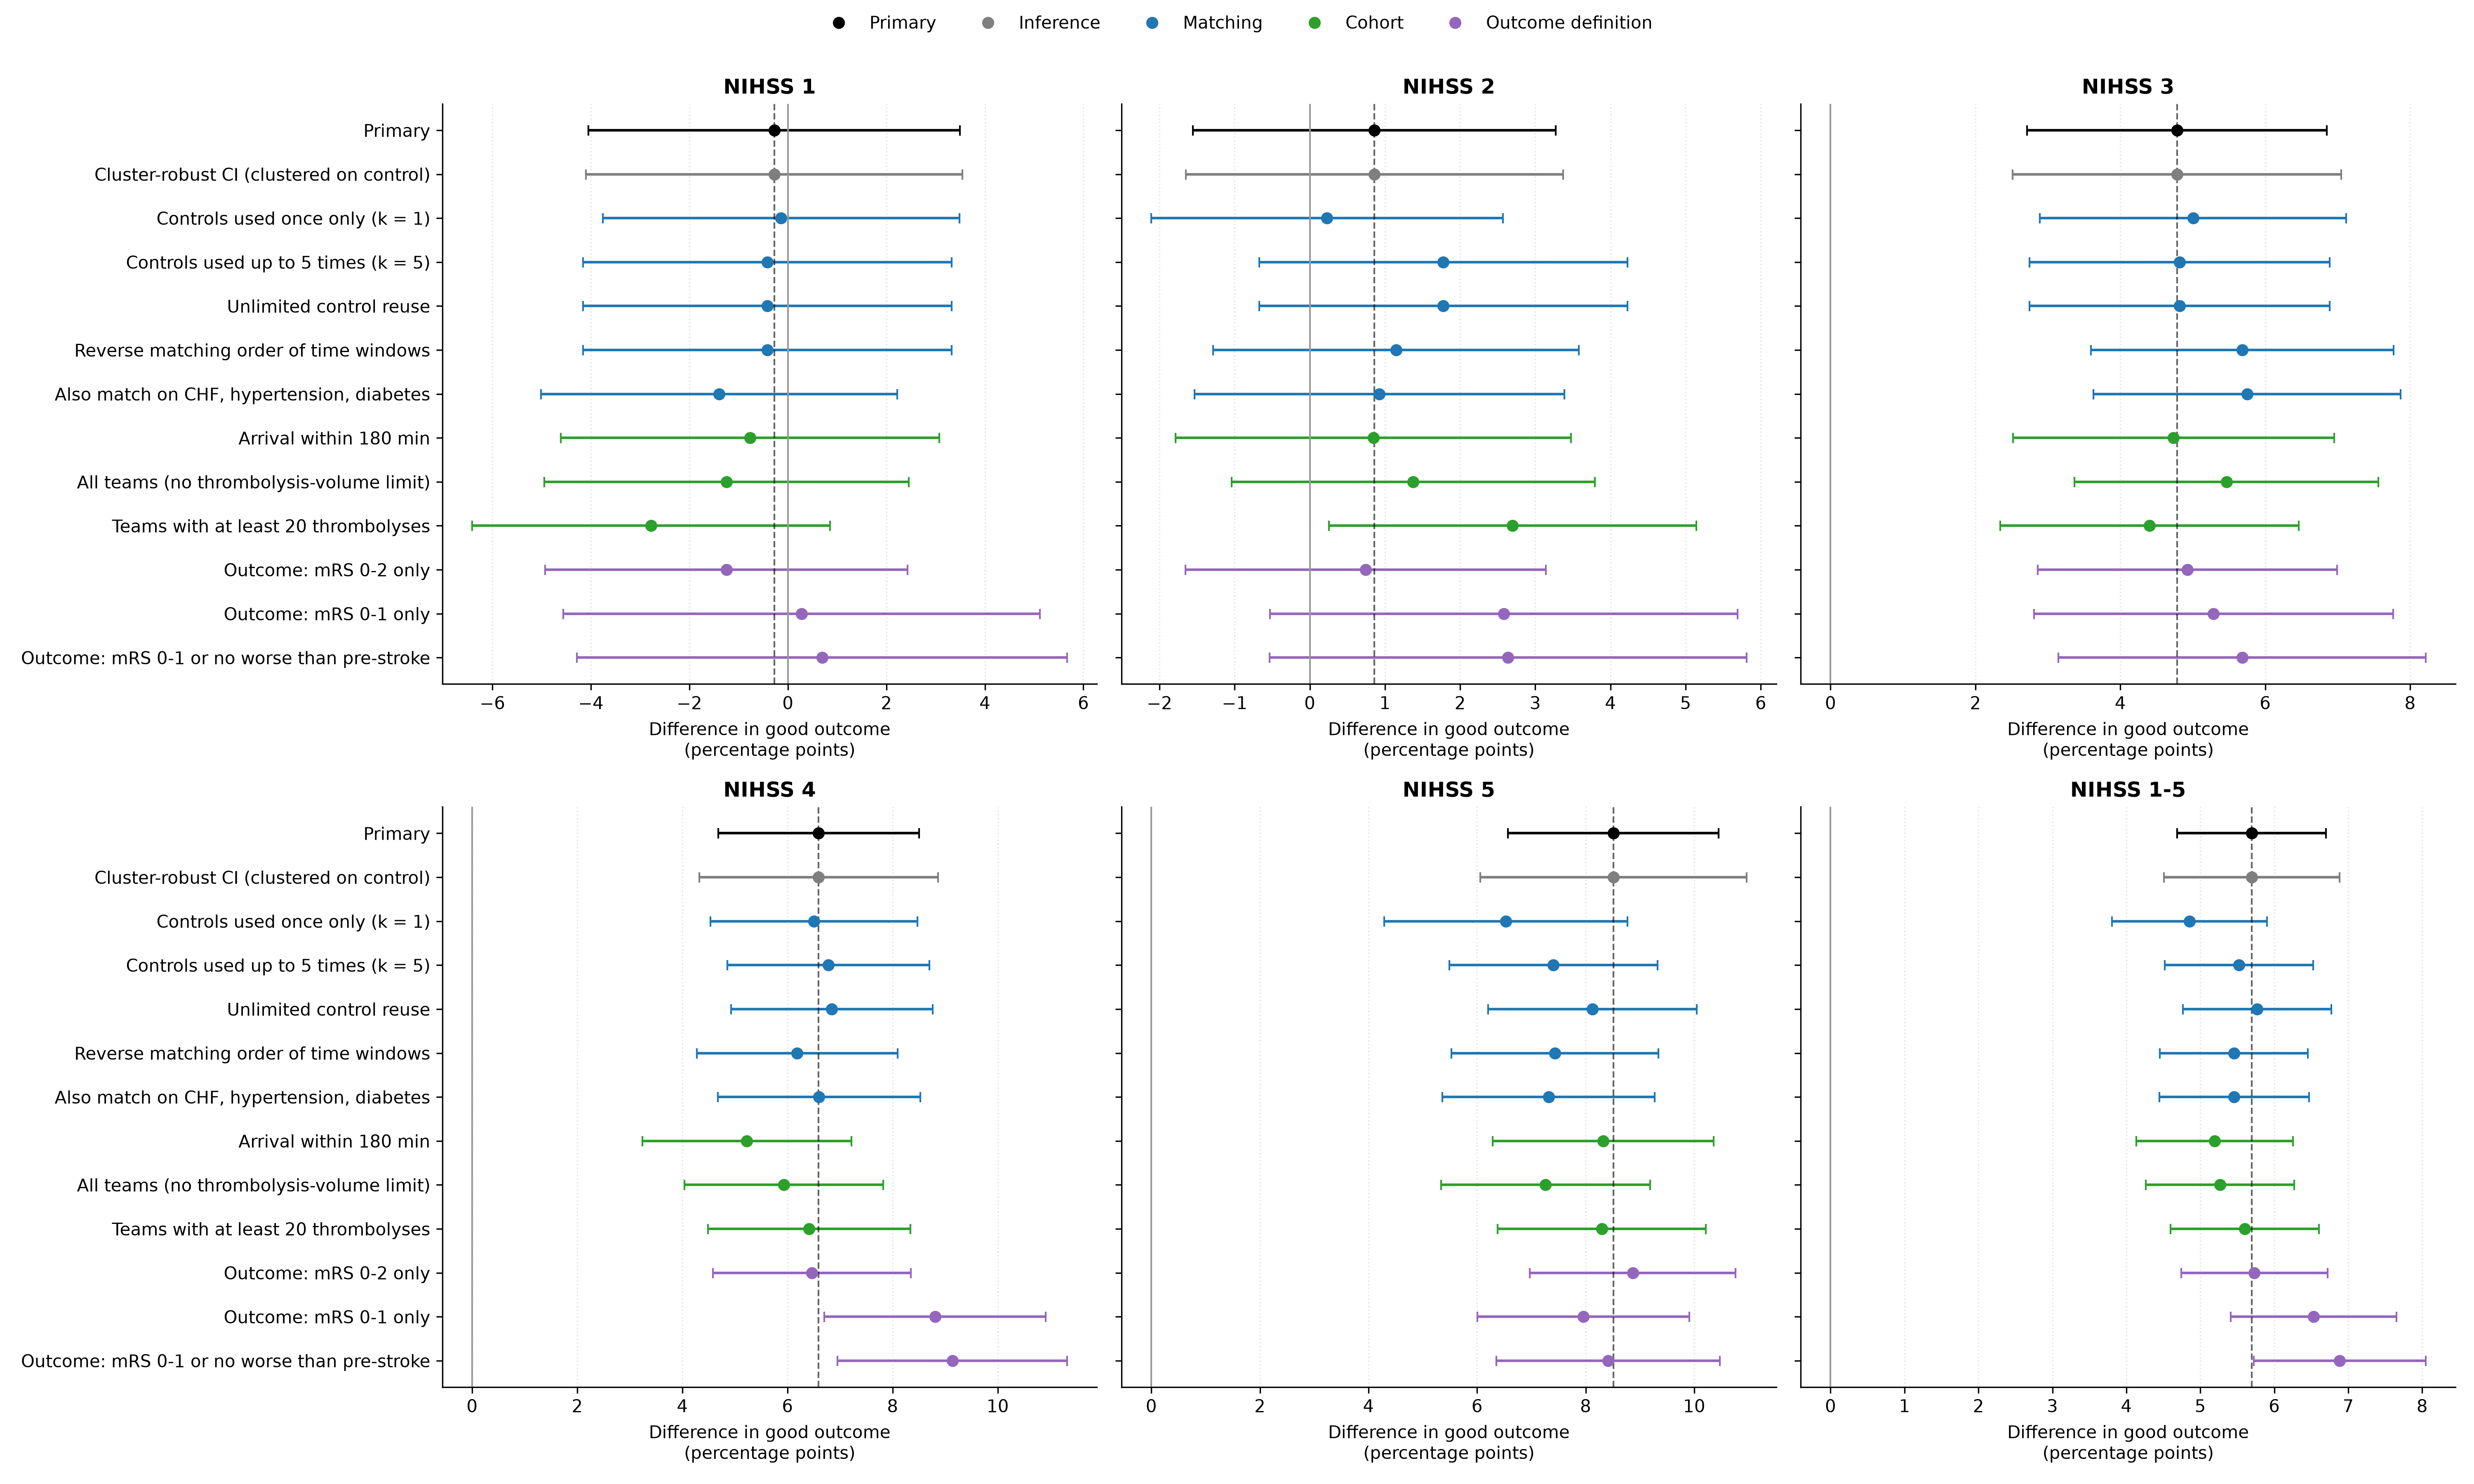 Primary Inference Matching Cohort Outcome definition
NIHSS 1 NIHSS 2 NIHSS 3
Primary
Cluster-robust CI (clustered on control)
Controls used once only (k = 1)
Controls used up to 5 times (k = 5)
Unlimited control reuse
Reverse matching order of time windows
Also match on CHF, hypertension, diabetes
Arrival within 180 min
All teams (no thrombolysis-volume limit)
Teams with at least 20 thrombolyses
Outcome: mRS 0-2 only
Outcome: mRS 0-1 only
Outcome: mRS 0-1 or no worse than pre-stroke
−6 −4 −2 0 2 4 6 −2 −1 0 1 2 3 4 5 6 0 2 4 6 8
Difference in good outcome Difference in good outcome Difference in good outcome
(percentage points) (percentage points) (percentage points)
NIHSS 4 NIHSS 5 NIHSS 1-5
Primary
Cluster-robust CI (clustered on control)
Controls used once only (k = 1)
Controls used up to 5 times (k = 5)
Unlimited control reuse
Reverse matching order of time windows
Also match on CHF, hypertension, diabetes
Arrival within 180 min
All teams (no thrombolysis-volume limit)
Teams with at least 20 thrombolyses
Outcome: mRS 0-2 only
Outcome: mRS 0-1 only
Outcome: mRS 0-1 or no worse than pre-stroke
0 2 4 6 8 10 0 2 4 6 8 10 0 1 2 3 4 5 6 7 8
Difference in good outcome Difference in good outcome Difference in good outcome
(percentage points) (percentage points) (percentage points)